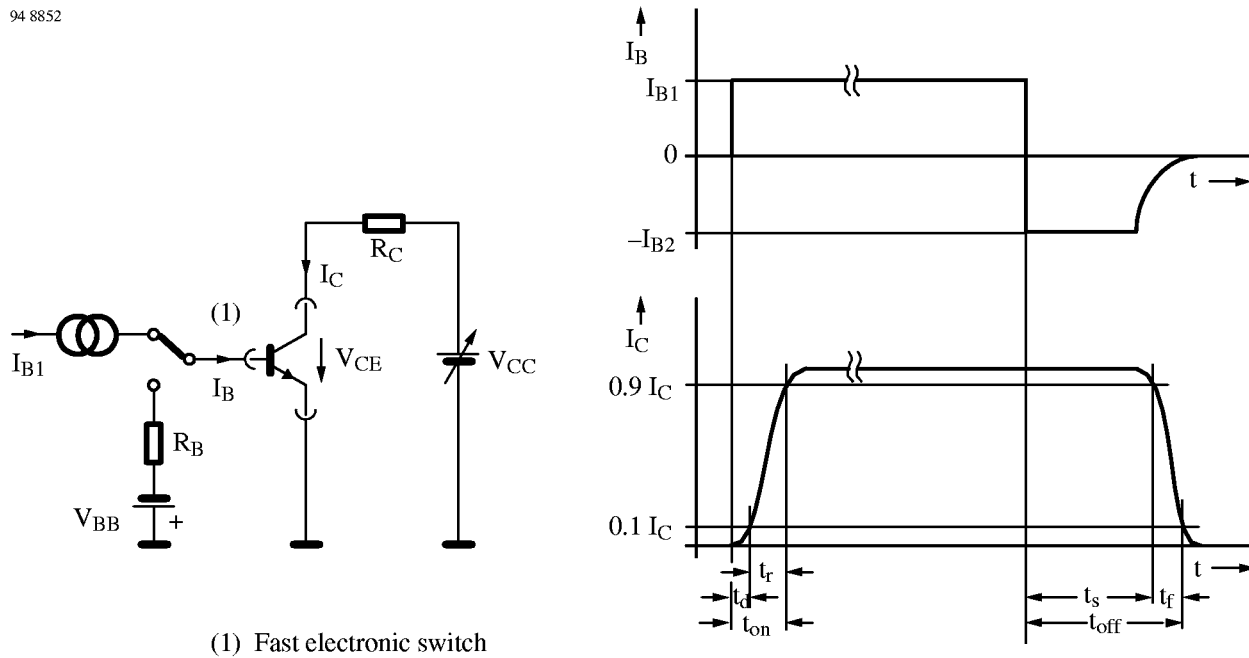 94 8852
I_B1
(1)
I_B
R_B
V_BB
+
I_C
V_CE
R_C
V_CC
(1) Fast electronic switch
I_B
I_B1
0
–I_B2
t
I_C
0.9 I_C
0.1 I_C
t
t_r
t_d
t_on
t_s
t_f
t_off